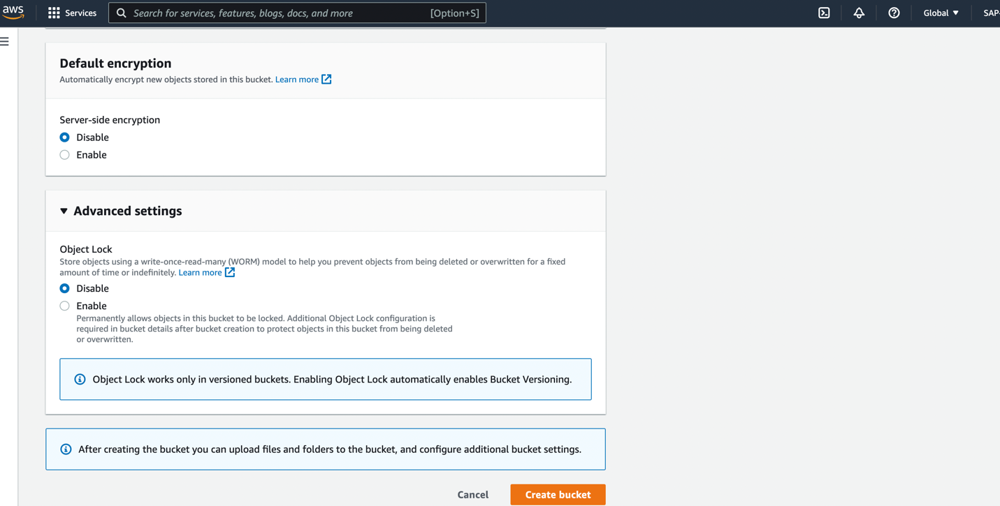 aws
Services
Search for services, features, blogs, docs, and more
[Option+S]
Global ▼
SAP-
Default encryption
Automatically encrypt new objects stored in this bucket. Learn more
Server-side encryption
Disable
Enable
Advanced settings
Object Lock
Store objects using a write-once-read-many (WORM) model to help you prevent objects from being deleted or overwritten for a fixed
amount of time or indefinitely. Learn more
Disable
Enable
Permanently allows objects in this bucket to be locked. Additional Object Lock configuration is
required in bucket details after bucket creation to protect objects in this bucket from being deleted
or overwritten.
Object Lock works only in versioned buckets. Enabling Object Lock automatically enables Bucket Versioning.
After creating the bucket you can upload files and folders to the bucket, and configure additional bucket settings.
Cancel
Create bucket